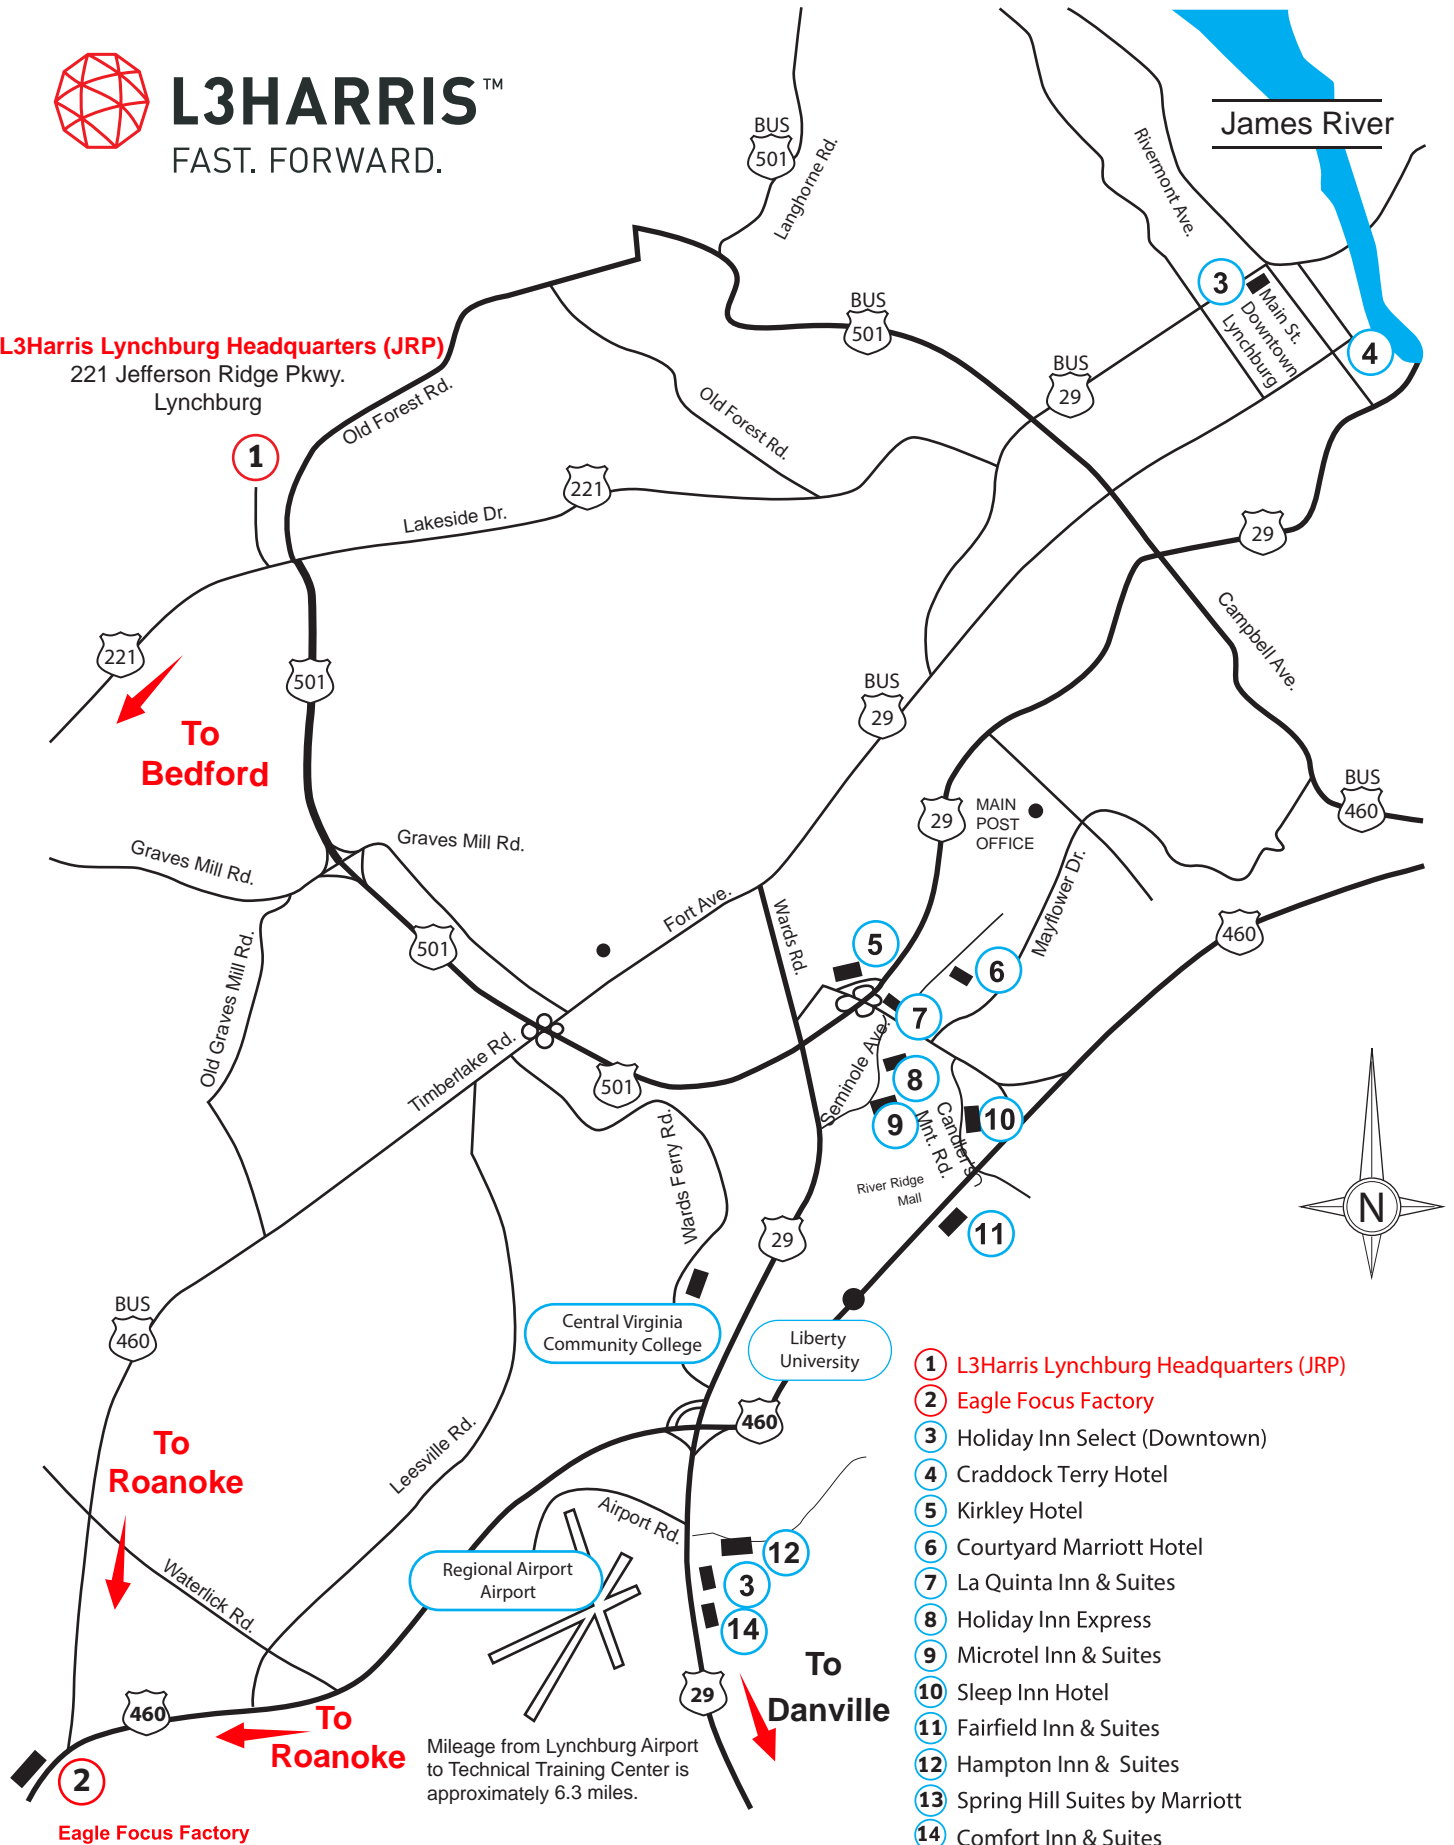 L3HARRIS™
FAST. FORWARD.
James River
BUS
501
Langhorne Rd.
Rivermont Ave.
3
Main St.
Downtown
Lynchburg
4
BUS
501
BUS
29
L3Harris Lynchburg Headquarters (JRP)
221 Jefferson Ridge Pkwy.
Lynchburg
1
Old Forest Rd.
Old Forest Rd.
221
Lakeside Dr.
29
Campbell Ave.
221
501
To
Bedford
BUS
29
BUS
460
29
MAIN
POST
OFFICE
Graves Mill Rd.
Graves Mill Rd.
Mayflower Dr.
Fort Ave.
Wards Rd.
460
501
5
6
7
Old Graves Mill Rd.
Timberlake Rd.
501
Seminole Ave.
8
9
Candler's
Mnt. Rd.
10
Wards Ferry Rd.
River Ridge
Mall
N
11
29
BUS
460
Central Virginia
Community College
Liberty
University
460
To
Roanoke
Leesville Rd.
Airport Rd.
12
Regional Airport
Airport
3
14
Waterlick Rd.
To
Danville
29
460
To
Roanoke
Mileage from Lynchburg Airport
to Technical Training Center is
approximately 6.3 miles.
2
Eagle Focus Factory
1 L3Harris Lynchburg Headquarters (JRP)
2 Eagle Focus Factory
3 Holiday Inn Select (Downtown)
4 Craddock Terry Hotel
5 Kirkley Hotel
6 Courtyard Marriott Hotel
7 La Quinta Inn & Suites
8 Holiday Inn Express
9 Microtel Inn & Suites
10 Sleep Inn Hotel
11 Fairfield Inn & Suites
12 Hampton Inn & Suites
13 Spring Hill Suites by Marriott
14 Comfort Inn & Suites